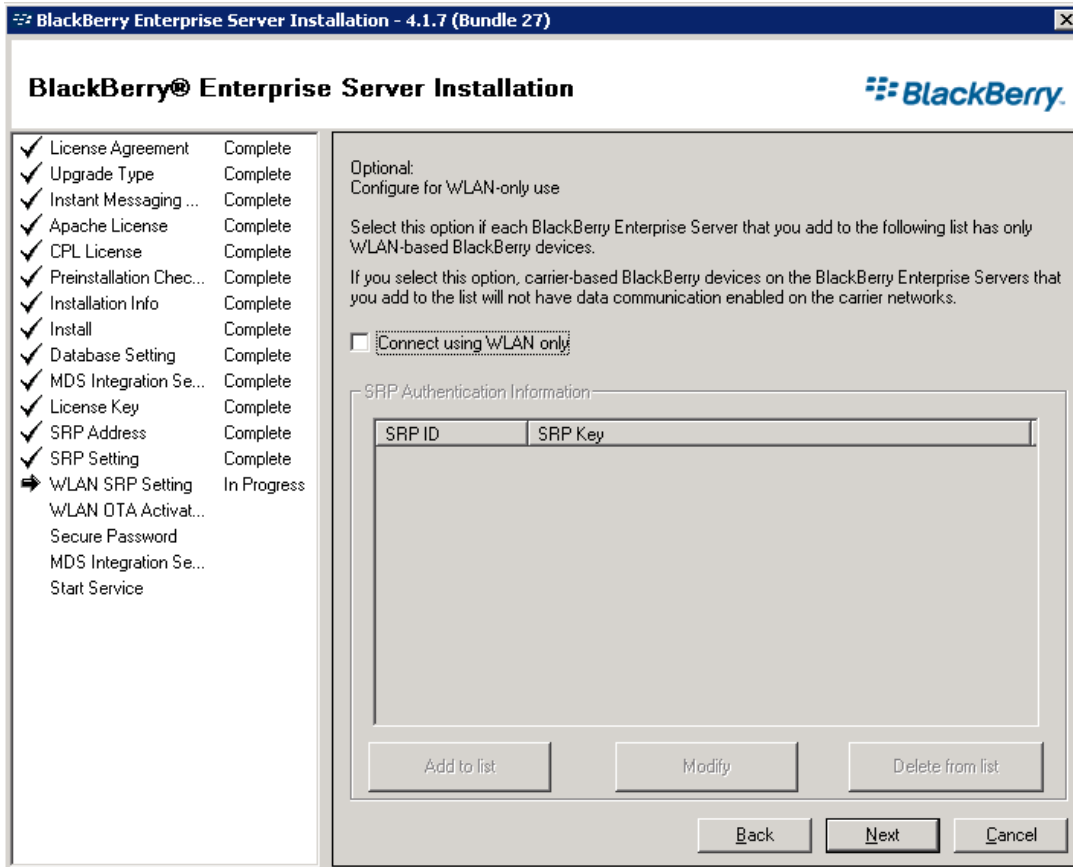 BlackBerry Enterprise Server Installation - 4.1.7 (Bundle 27)
BlackBerry® Enterprise Server Installation
BlackBerry.
License Agreement Complete
Upgrade Type Complete
Instant Messaging ... Complete
Apache License Complete
CPL License Complete
Preinstallation Chec... Complete
Installation Info Complete
Install Complete
Database Setting Complete
MDS Integration Se... Complete
License Key Complete
SRP Address Complete
SRP Setting Complete
WLAN SRP Setting In Progress
WLAN OTA Activat...
Secure Password
MDS Integration Se...
Start Service
Optional:
Configure for WLAN-only use
Select this option if each BlackBerry Enterprise Server that you add to the following list has only
WLAN-based BlackBerry devices.
If you select this option, carrier-based BlackBerry devices on the BlackBerry Enterprise Servers that
you add to the list will not have data communication enabled on the carrier networks.
Connect using WLAN only
SRP Authentication Information
SRP ID SRP Key
Add to list Modify Delete from list
Back Next Cancel